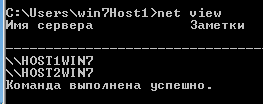 C:\Users\win7Host1>net view
Имя сервера Заметки
-------------------------------------------------------------------------------
\\HOST1WIN7
\\HOST2WIN7
Команда выполнена успешно.